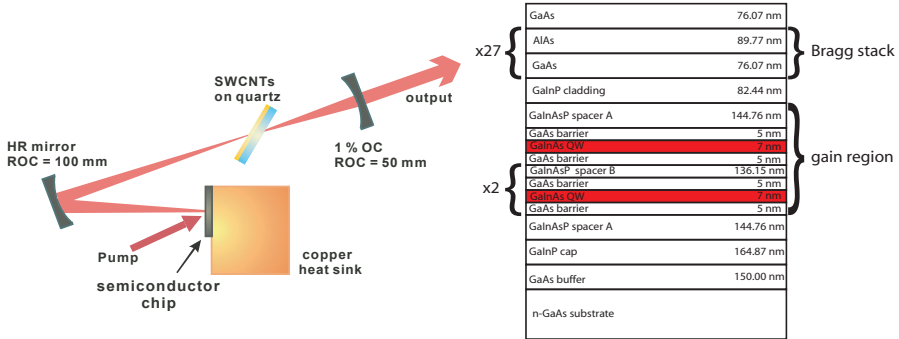 SWCNTs
on quartz
output
HR mirror
ROC = 100 mm
1 % OC
ROC = 50 mm
Pump
semiconductor
chip
copper
heat sink
GaAs 76.07 nm
x27
AlAs 89.77 nm
Bragg stack
GaAs 76.07 nm
GaInP cladding 82.44 nm
GaInAsP spacer A 144.76 nm
GaAs barrier 5 nm
GaInAs QW 7 nm
gain region
GaAs barrier 5 nm
GaInAsP spacer B 136.15 nm
x2
GaAs barrier 5 nm
GaInAs QW 7 nm
GaAs barrier 5 nm
GaInAsP spacer A 144.76 nm
GaInP cap 164.87 nm
GaAs buffer 150.00 nm
n-GaAs substrate